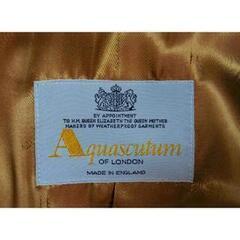 BY APPOINTMENT
TO H.M. QUEEN ELIZABETH THE QUEEN MOTHER
MAKERS OF WEATHERPROOF GARMENTS
Aquascutum
OF LONDON
MADE IN ENGLAND